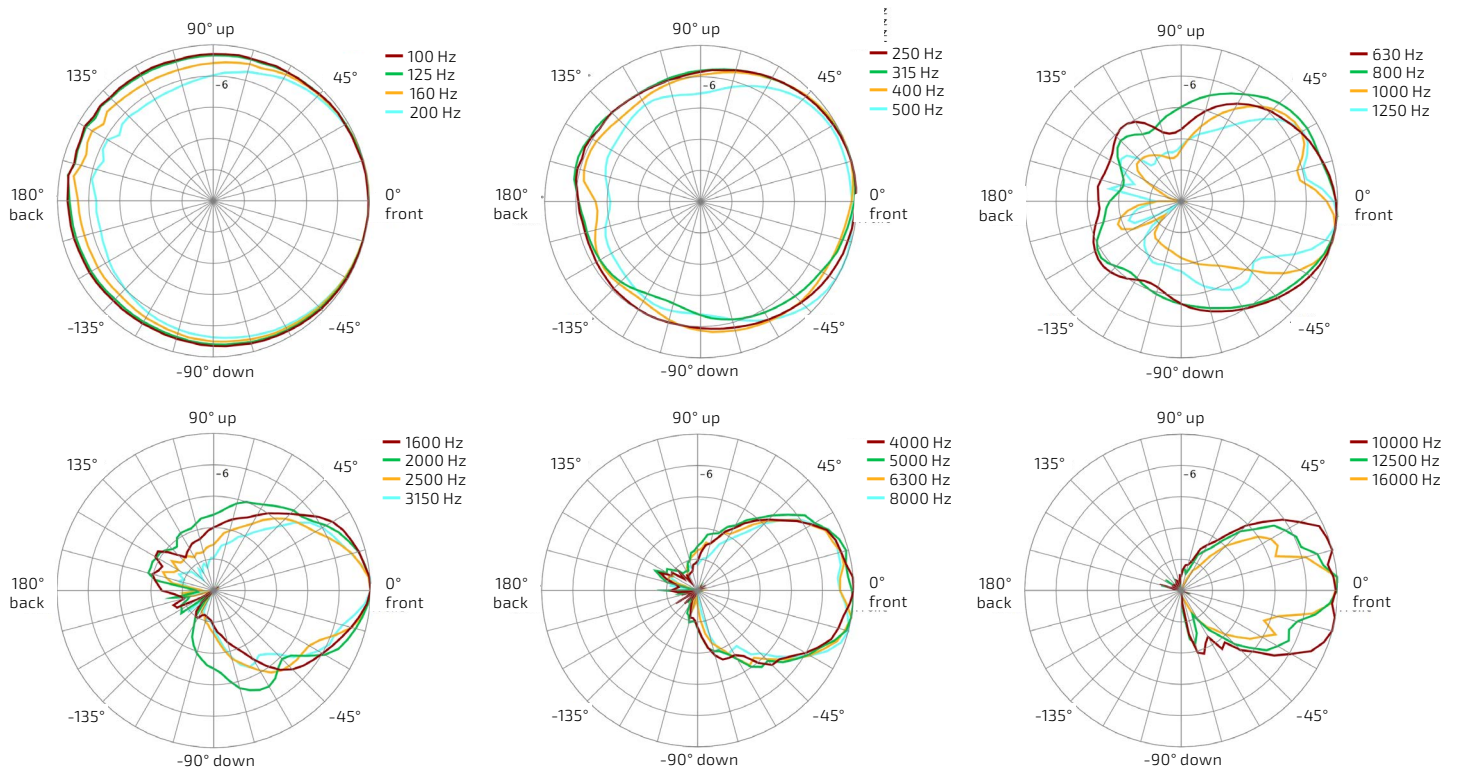 90° up
135°
45°
-6
180°
back
0°
front
-135°
-45°
-90° down
100 Hz
125 Hz
160 Hz
200 Hz
90° up
135°
45°
-6
0°
front
180°
back
-135°
-45°
-90° down
250 Hz
315 Hz
400 Hz
500 Hz
90° up
135°
45°
-6
180°
back
0°
front
-135°
-45°
-90° down
630 Hz
800 Hz
1000 Hz
1250 Hz
90° up
135°
45°
-6
180°
back
0°
front
-135°
-45°
-90° down
1600 Hz
2000 Hz
2500 Hz
3150 Hz
90° up
135°
45°
-6
180°
back
0°
front
-135°
-45°
-90° down
4000 Hz
5000 Hz
6300 Hz
8000 Hz
90° up
135°
45°
-6
180°
back
0°
front
-135°
-45°
-90° down
10000 Hz
12500 Hz
16000 Hz